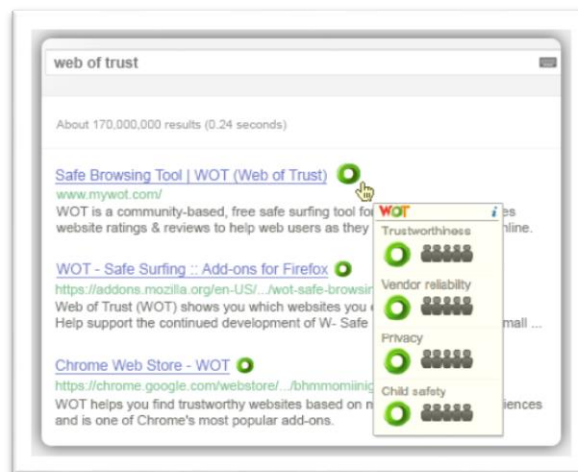 web of trust
About 170,000,000 results (0.24 seconds)
Safe Browsing Tool | WOT (Web of Trust)
www.mywot.com/
WOT is a community-based, free safe surfing tool for es
website ratings & reviews to help web users as they nline.
WOT - Safe Surfing :: Add-ons for Firefox
https://addons.mozilla.org/en-US/.../wot-safe-browsin
Web of Trust (WOT) shows you which websites you
Help support the continued development of W- Safe mall ...
Chrome Web Store - WOT
https://chrome.google.com/webstore/.../bhmmomiinig
WOT helps you find trustworthy websites based on iences
and is one of Chrome's most popular add-ons.
WOT i
Trustworthiness
Vendor reliability
Privacy
Child safety